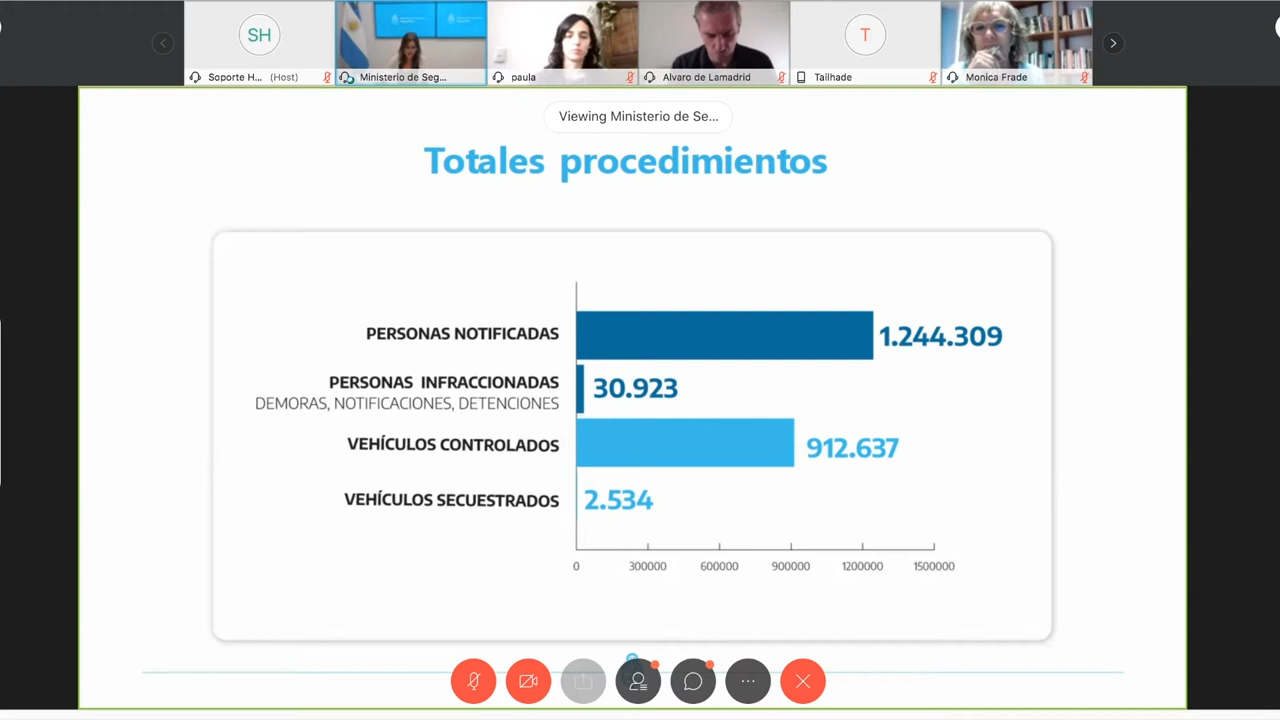 SH
T
Soporte H... (Host)
Ministerio de Seg...
paula
Alvaro de Lamadrid
Tailhade
Monica Frade
Viewing Ministerio de Se...
Totales procedimientos
PERSONAS NOTIFICADAS
1.244.309
PERSONAS INFRACCIONADAS
30.923
DEMORAS, NOTIFICACIONES, DETENCIONES
VEHÍCULOS CONTROLADOS
912.637
VEHÍCULOS SECUESTRADOS
2.534
0 300000 600000 900000 1200000 1500000